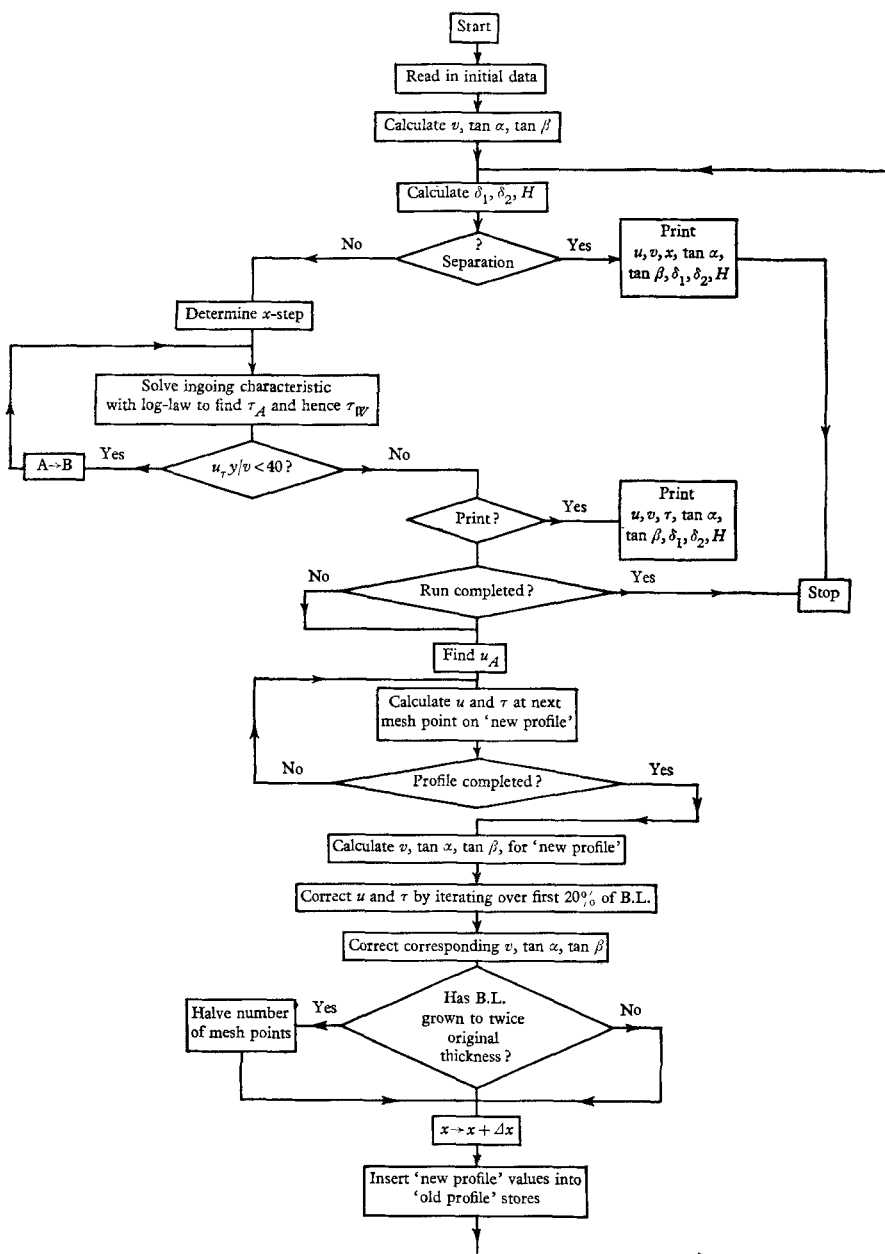 Start
Read in initial data
Calculate v, tan α, tan β
Calculate δ₁, δ₂, H
?
Separation
No
Yes
Print
u, v, x, tan α,
tan β, δ₁, δ₂, H
Determine x-step
Solve ingoing characteristic
with log-law to find τ_A and hence τ_W
A→B
Yes
u_τ y/ν < 40 ?
No
Print ?
Yes
Print
u, v, τ, tan α,
tan β, δ₁, δ₂, H
No
Run completed ?
Yes
Stop
Find u_A
Calculate u and τ at next
mesh point on ‘new profile’
No
Profile completed ?
Yes
Calculate v, tan α, tan β, for ‘new profile’
Correct u and τ by iterating over first 20% of B.L.
Correct corresponding v, tan α, tan β
Halve number
of mesh points
Yes
Has B.L.
grown to twice
original
thickness ?
No
x→x + Δx
Insert ‘new profile’ values into
‘old profile’ stores